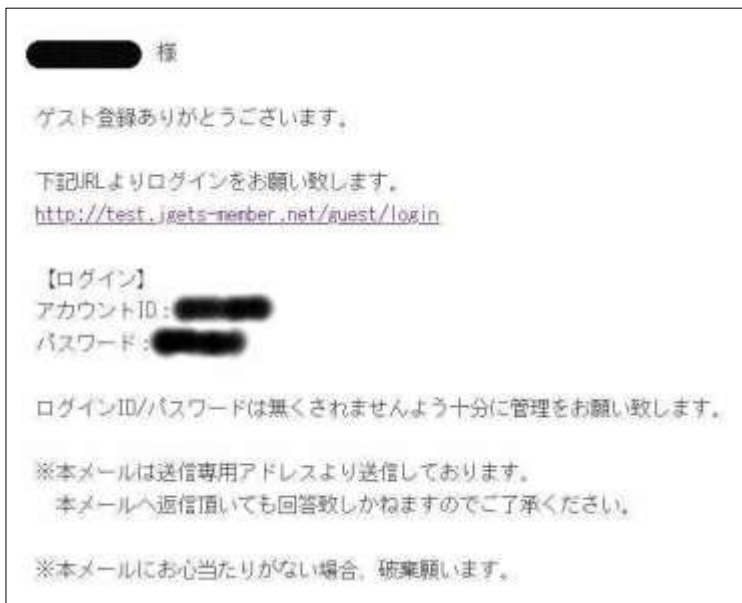 様
ゲスト登録ありがとうございます。
下記URLよりログインをお願い致します。
http://test.jgets-member.net/guest/login
【ログイン】
アカウントID:
パスワード:
ログインID/パスワードは無くされませんよう十分に管理をお願い致します。
※本メールは送信専用アドレスより送信しております。
本メールへ返信頂いても回答致しかねますのでご了承ください。
※本メールにお心当たりがない場合、破棄願います。